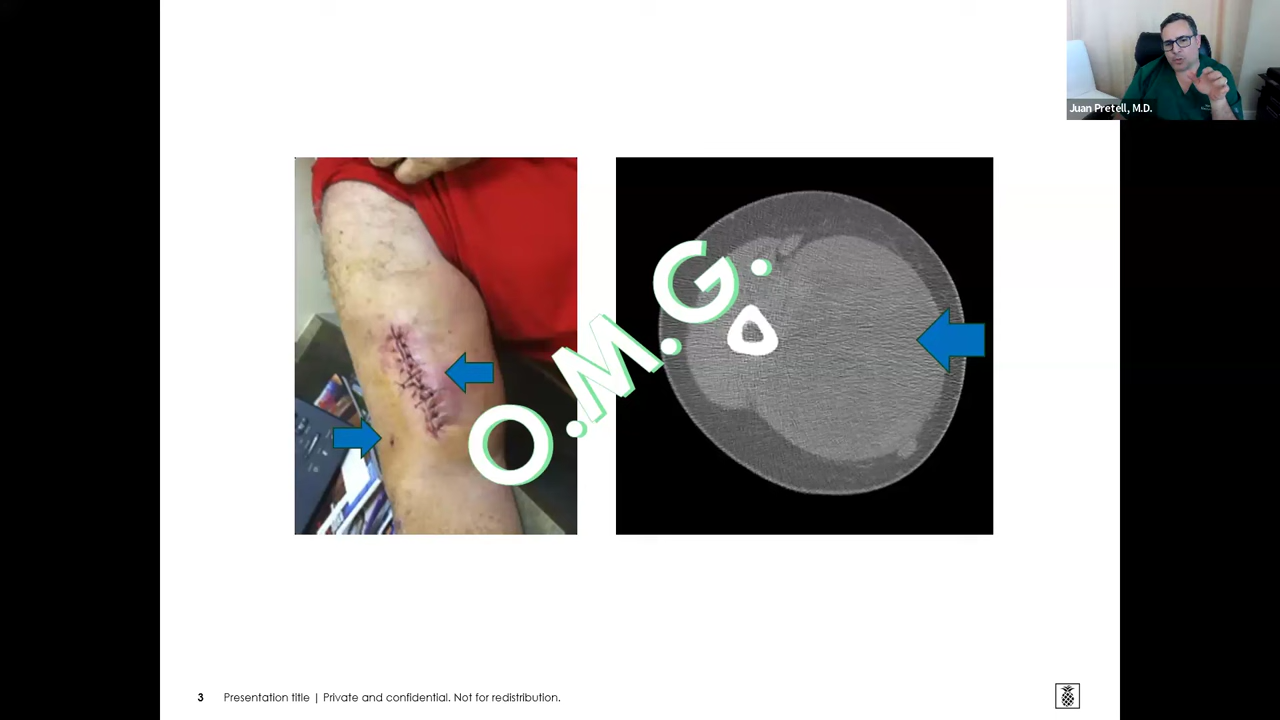 Juan Pretell, M.D.
O.M.G.
3 Presentation title | Private and confidential. Not for redistribution.